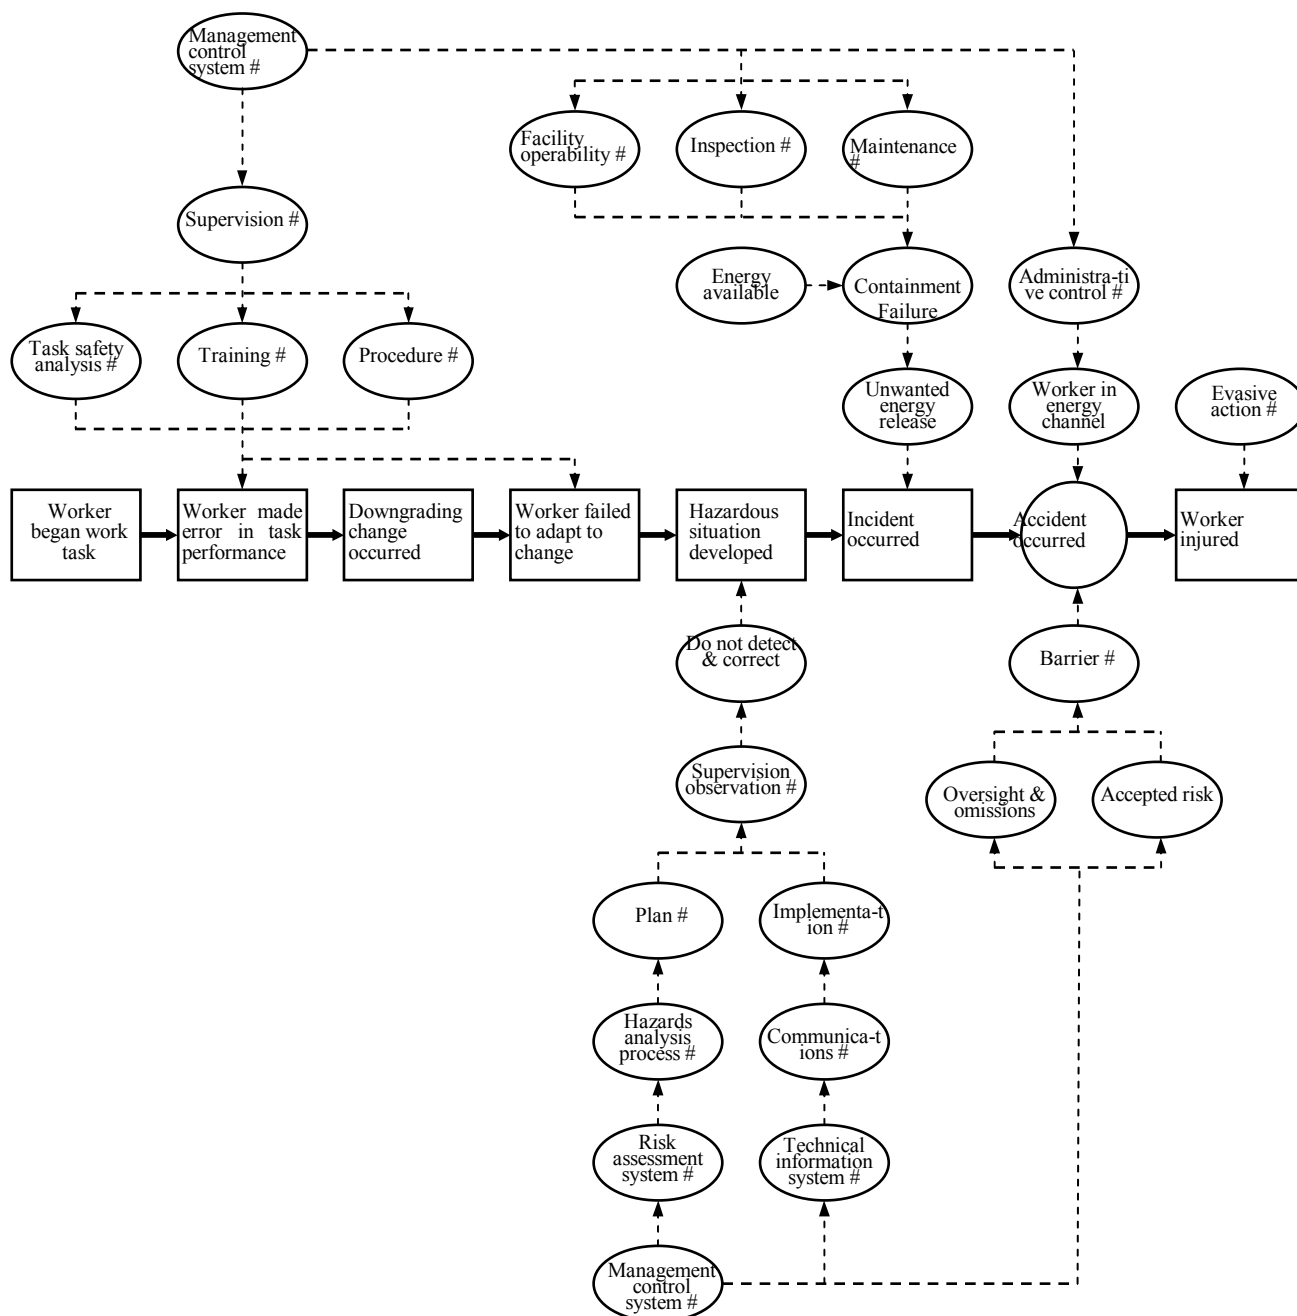 Management
control
system #
Facility
operability #
Inspection #
Maintenance
#
Supervision #
Energy
available
Containment
Failure
Administra-ti
ve control #
Task safety
analysis #
Training #
Procedure #
Unwanted
energy
release
Worker in
energy
channel
Evasive
action #
Worker
began work
task
Worker made
error in task
performance
Downgrading
change
occurred
Worker failed
to adapt to
change
Hazardous
situation
developed
Incident
occurred
Accident
occurred
Worker
injured
Do not detect
& correct
Barrier #
Supervision
observation #
Oversight &
omissions
Accepted risk
Plan #
Implementa-t
ion #
Hazards
analysis
process #
Communica-t
ions #
Risk
assessment
system #
Technical
information
system #
Management
control
system #